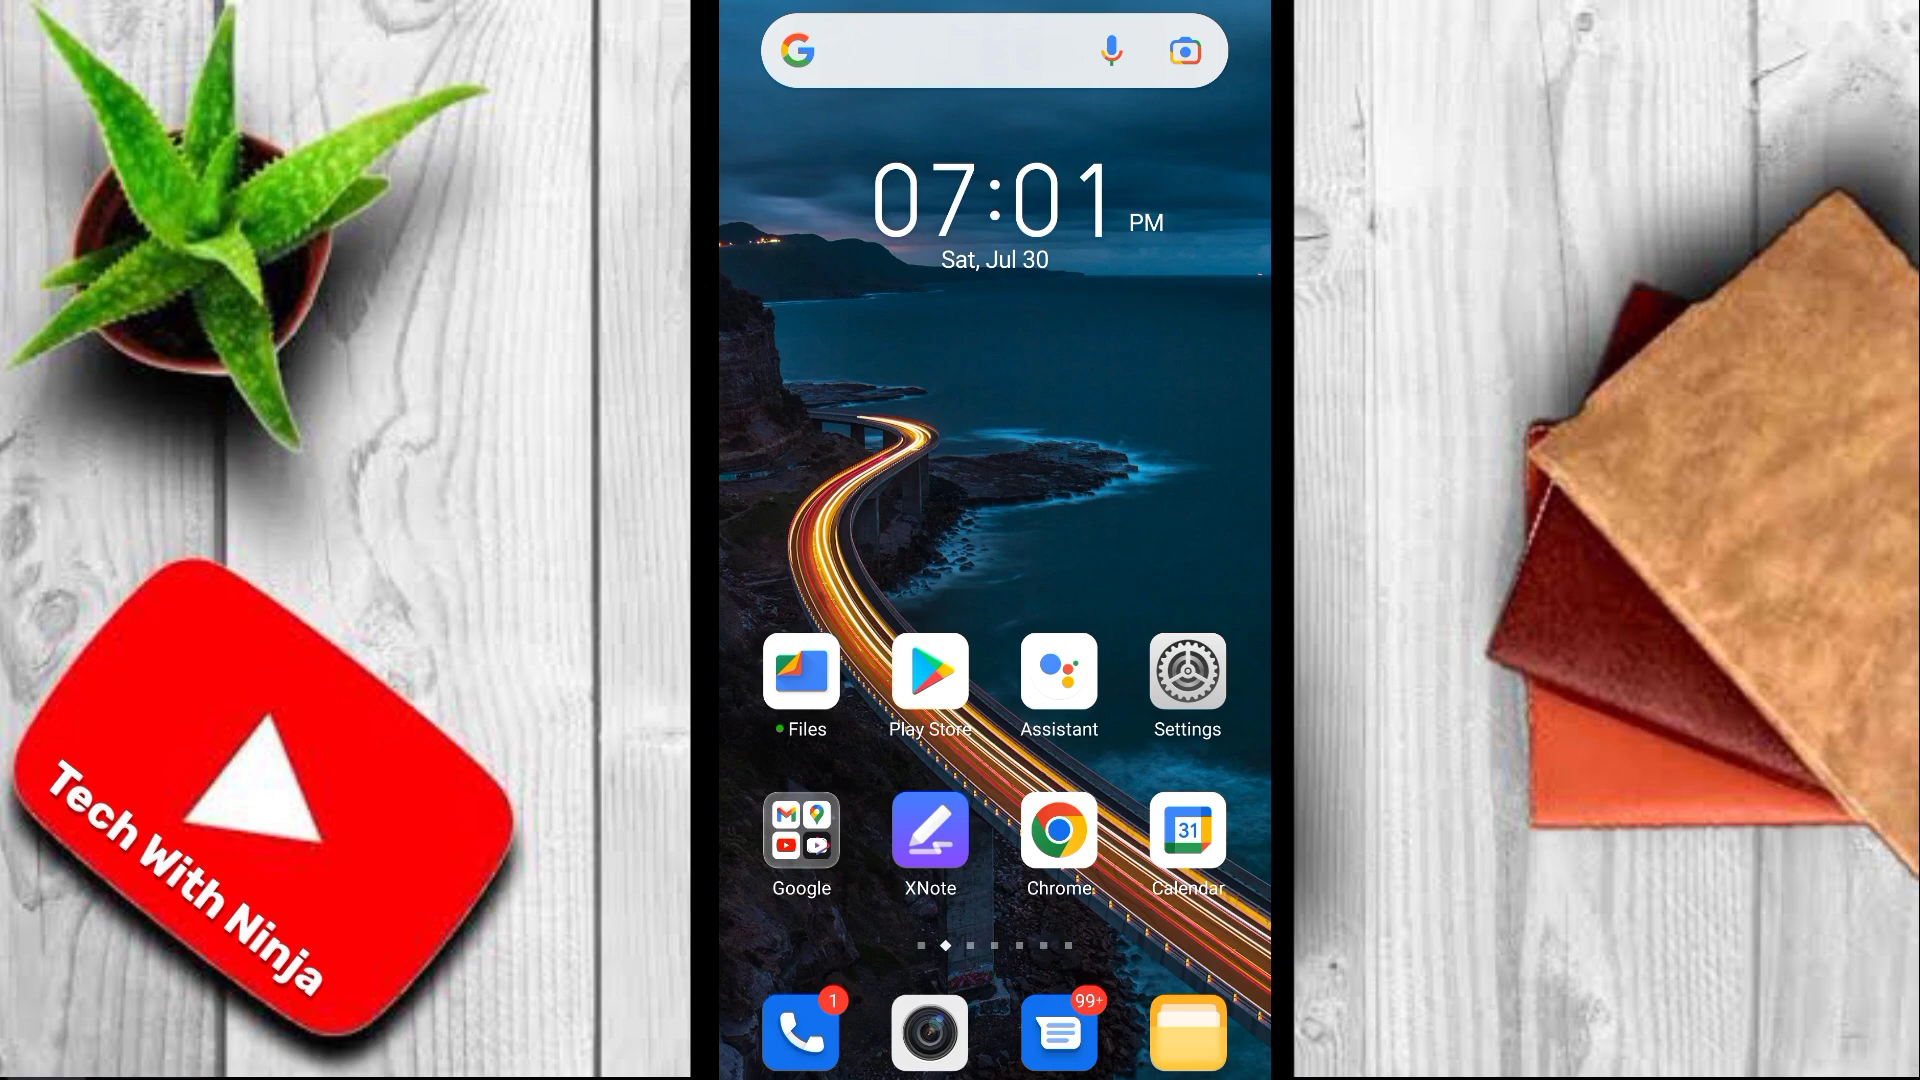 07:01 PM
Sat, Jul 30
Files
Play Store
Assistant
Settings
31
Google
XNote
Chrome
Calendar
1
99+
Tech With Ninja